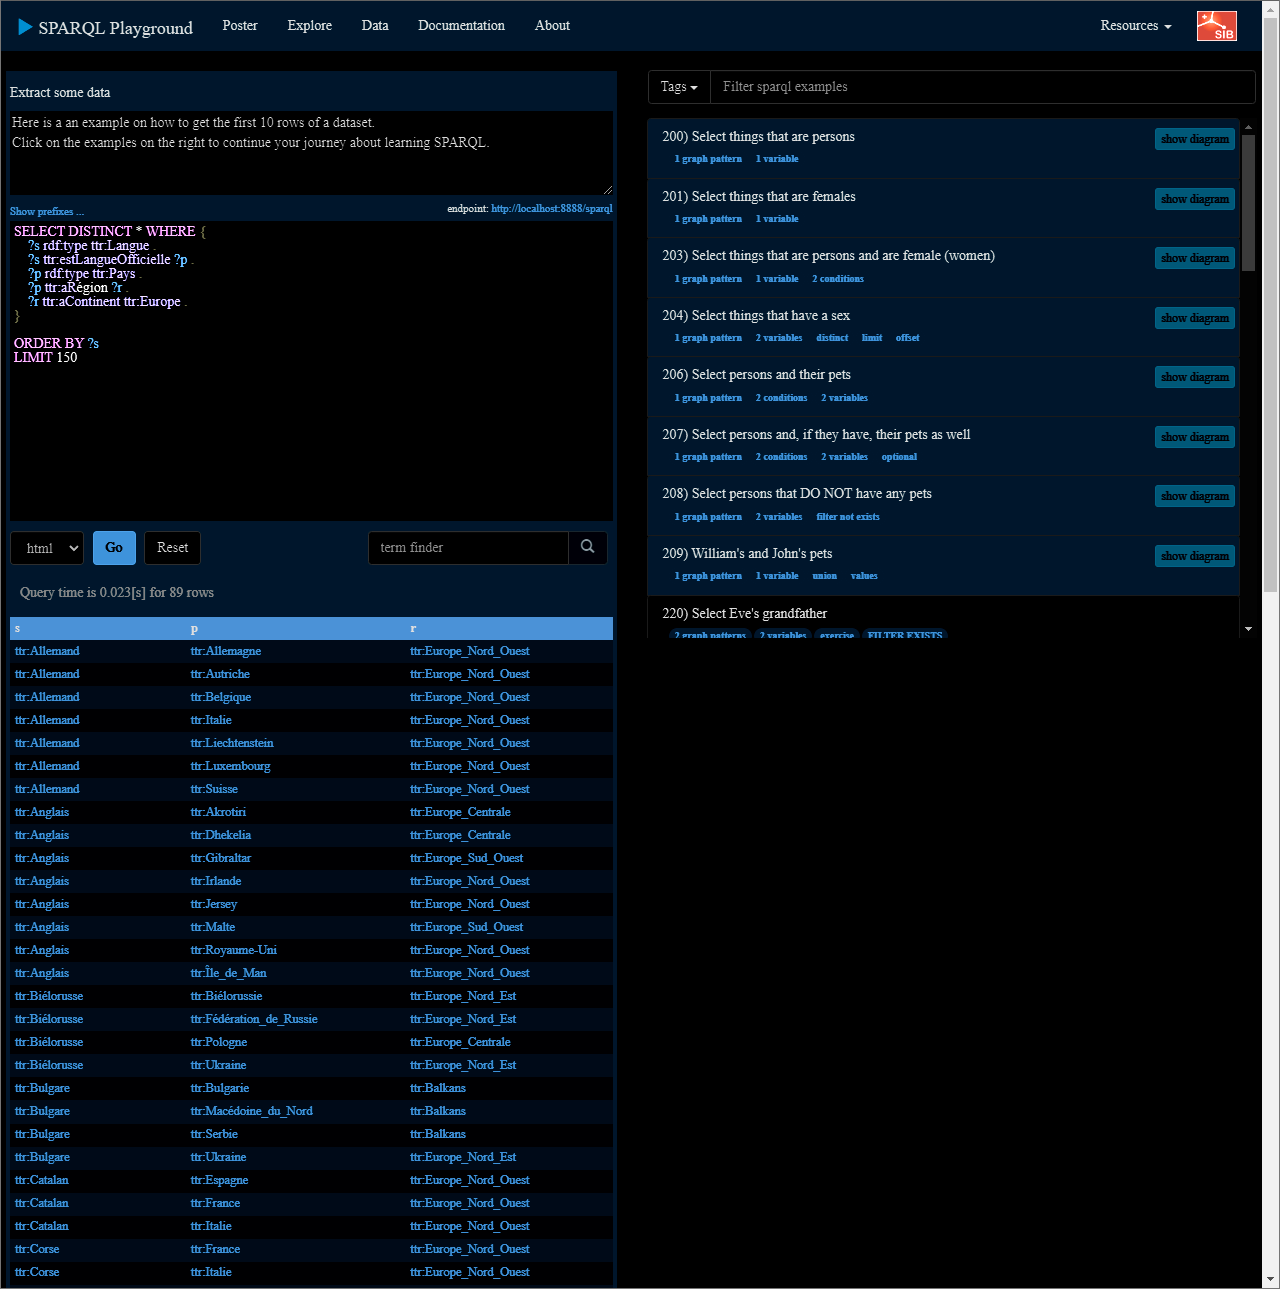 SPARQL Playground Poster Explore Data Documentation About Resources SIB
Extract some data
Here is a an example on how to get the first 10 rows of a dataset.
Click on the examples on the right to continue your journey about learning SPARQL.
Show prefixes ... endpoint: http://localhost:8888/sparql
SELECT DISTINCT * WHERE {
?s rdf:type ttr:Langue .
?s ttr:estLangueOfficielle ?p .
?p rdf:type ttr:Pays .
?p ttr:aRégion ?r .
?r ttr:aContinent ttr:Europe .
}
ORDER BY ?s
LIMIT 150
html Go Reset term finder
Query time is 0.023[s] for 89 rows
s p r
ttr:Allemand ttr:Allemagne ttr:Europe_Nord_Ouest
ttr:Allemand ttr:Autriche ttr:Europe_Nord_Ouest
ttr:Allemand ttr:Belgique ttr:Europe_Nord_Ouest
ttr:Allemand ttr:Italie ttr:Europe_Nord_Ouest
ttr:Allemand ttr:Liechtenstein ttr:Europe_Nord_Ouest
ttr:Allemand ttr:Luxembourg ttr:Europe_Nord_Ouest
ttr:Allemand ttr:Suisse ttr:Europe_Nord_Ouest
ttr:Anglais ttr:Akrotiri ttr:Europe_Centrale
ttr:Anglais ttr:Dhekelia ttr:Europe_Centrale
ttr:Anglais ttr:Gibraltar ttr:Europe_Sud_Ouest
ttr:Anglais ttr:Irlande ttr:Europe_Nord_Ouest
ttr:Anglais ttr:Jersey ttr:Europe_Nord_Ouest
ttr:Anglais ttr:Malte ttr:Europe_Sud_Ouest
ttr:Anglais ttr:Royaume-Uni ttr:Europe_Nord_Ouest
ttr:Anglais ttr:Île_de_Man ttr:Europe_Nord_Ouest
ttr:Biélorusse ttr:Biélorussie ttr:Europe_Nord_Est
ttr:Biélorusse ttr:Fédération_de_Russie ttr:Europe_Nord_Est
ttr:Biélorusse ttr:Pologne ttr:Europe_Centrale
ttr:Biélorusse ttr:Ukraine ttr:Europe_Nord_Est
ttr:Bulgare ttr:Bulgarie ttr:Balkans
ttr:Bulgare ttr:Macédoine_du_Nord ttr:Balkans
ttr:Bulgare ttr:Serbie ttr:Balkans
ttr:Bulgare ttr:Ukraine ttr:Europe_Nord_Est
ttr:Catalan ttr:Espagne ttr:Europe_Nord_Ouest
ttr:Catalan ttr:France ttr:Europe_Nord_Ouest
ttr:Catalan ttr:Italie ttr:Europe_Nord_Ouest
ttr:Corse ttr:France ttr:Europe_Nord_Ouest
ttr:Corse ttr:Italie ttr:Europe_Nord_Ouest
Tags Filter sparql examples
200) Select things that are persons show diagram
1 graph pattern 1 variable
201) Select things that are females show diagram
1 graph pattern 1 variable
203) Select things that are persons and are female (women) show diagram
1 graph pattern 1 variable 2 conditions
204) Select things that have a sex show diagram
1 graph pattern 2 variables distinct limit offset
206) Select persons and their pets show diagram
1 graph pattern 2 conditions 2 variables
207) Select persons and, if they have, their pets as well show diagram
1 graph pattern 2 conditions 2 variables optional
208) Select persons that DO NOT have any pets show diagram
1 graph pattern 2 variables filter not exists
209) William's and John's pets show diagram
1 graph pattern 1 variable union values
220) Select Eve's grandfather
2 graph patterns 2 variables exercise FILTER EXISTS